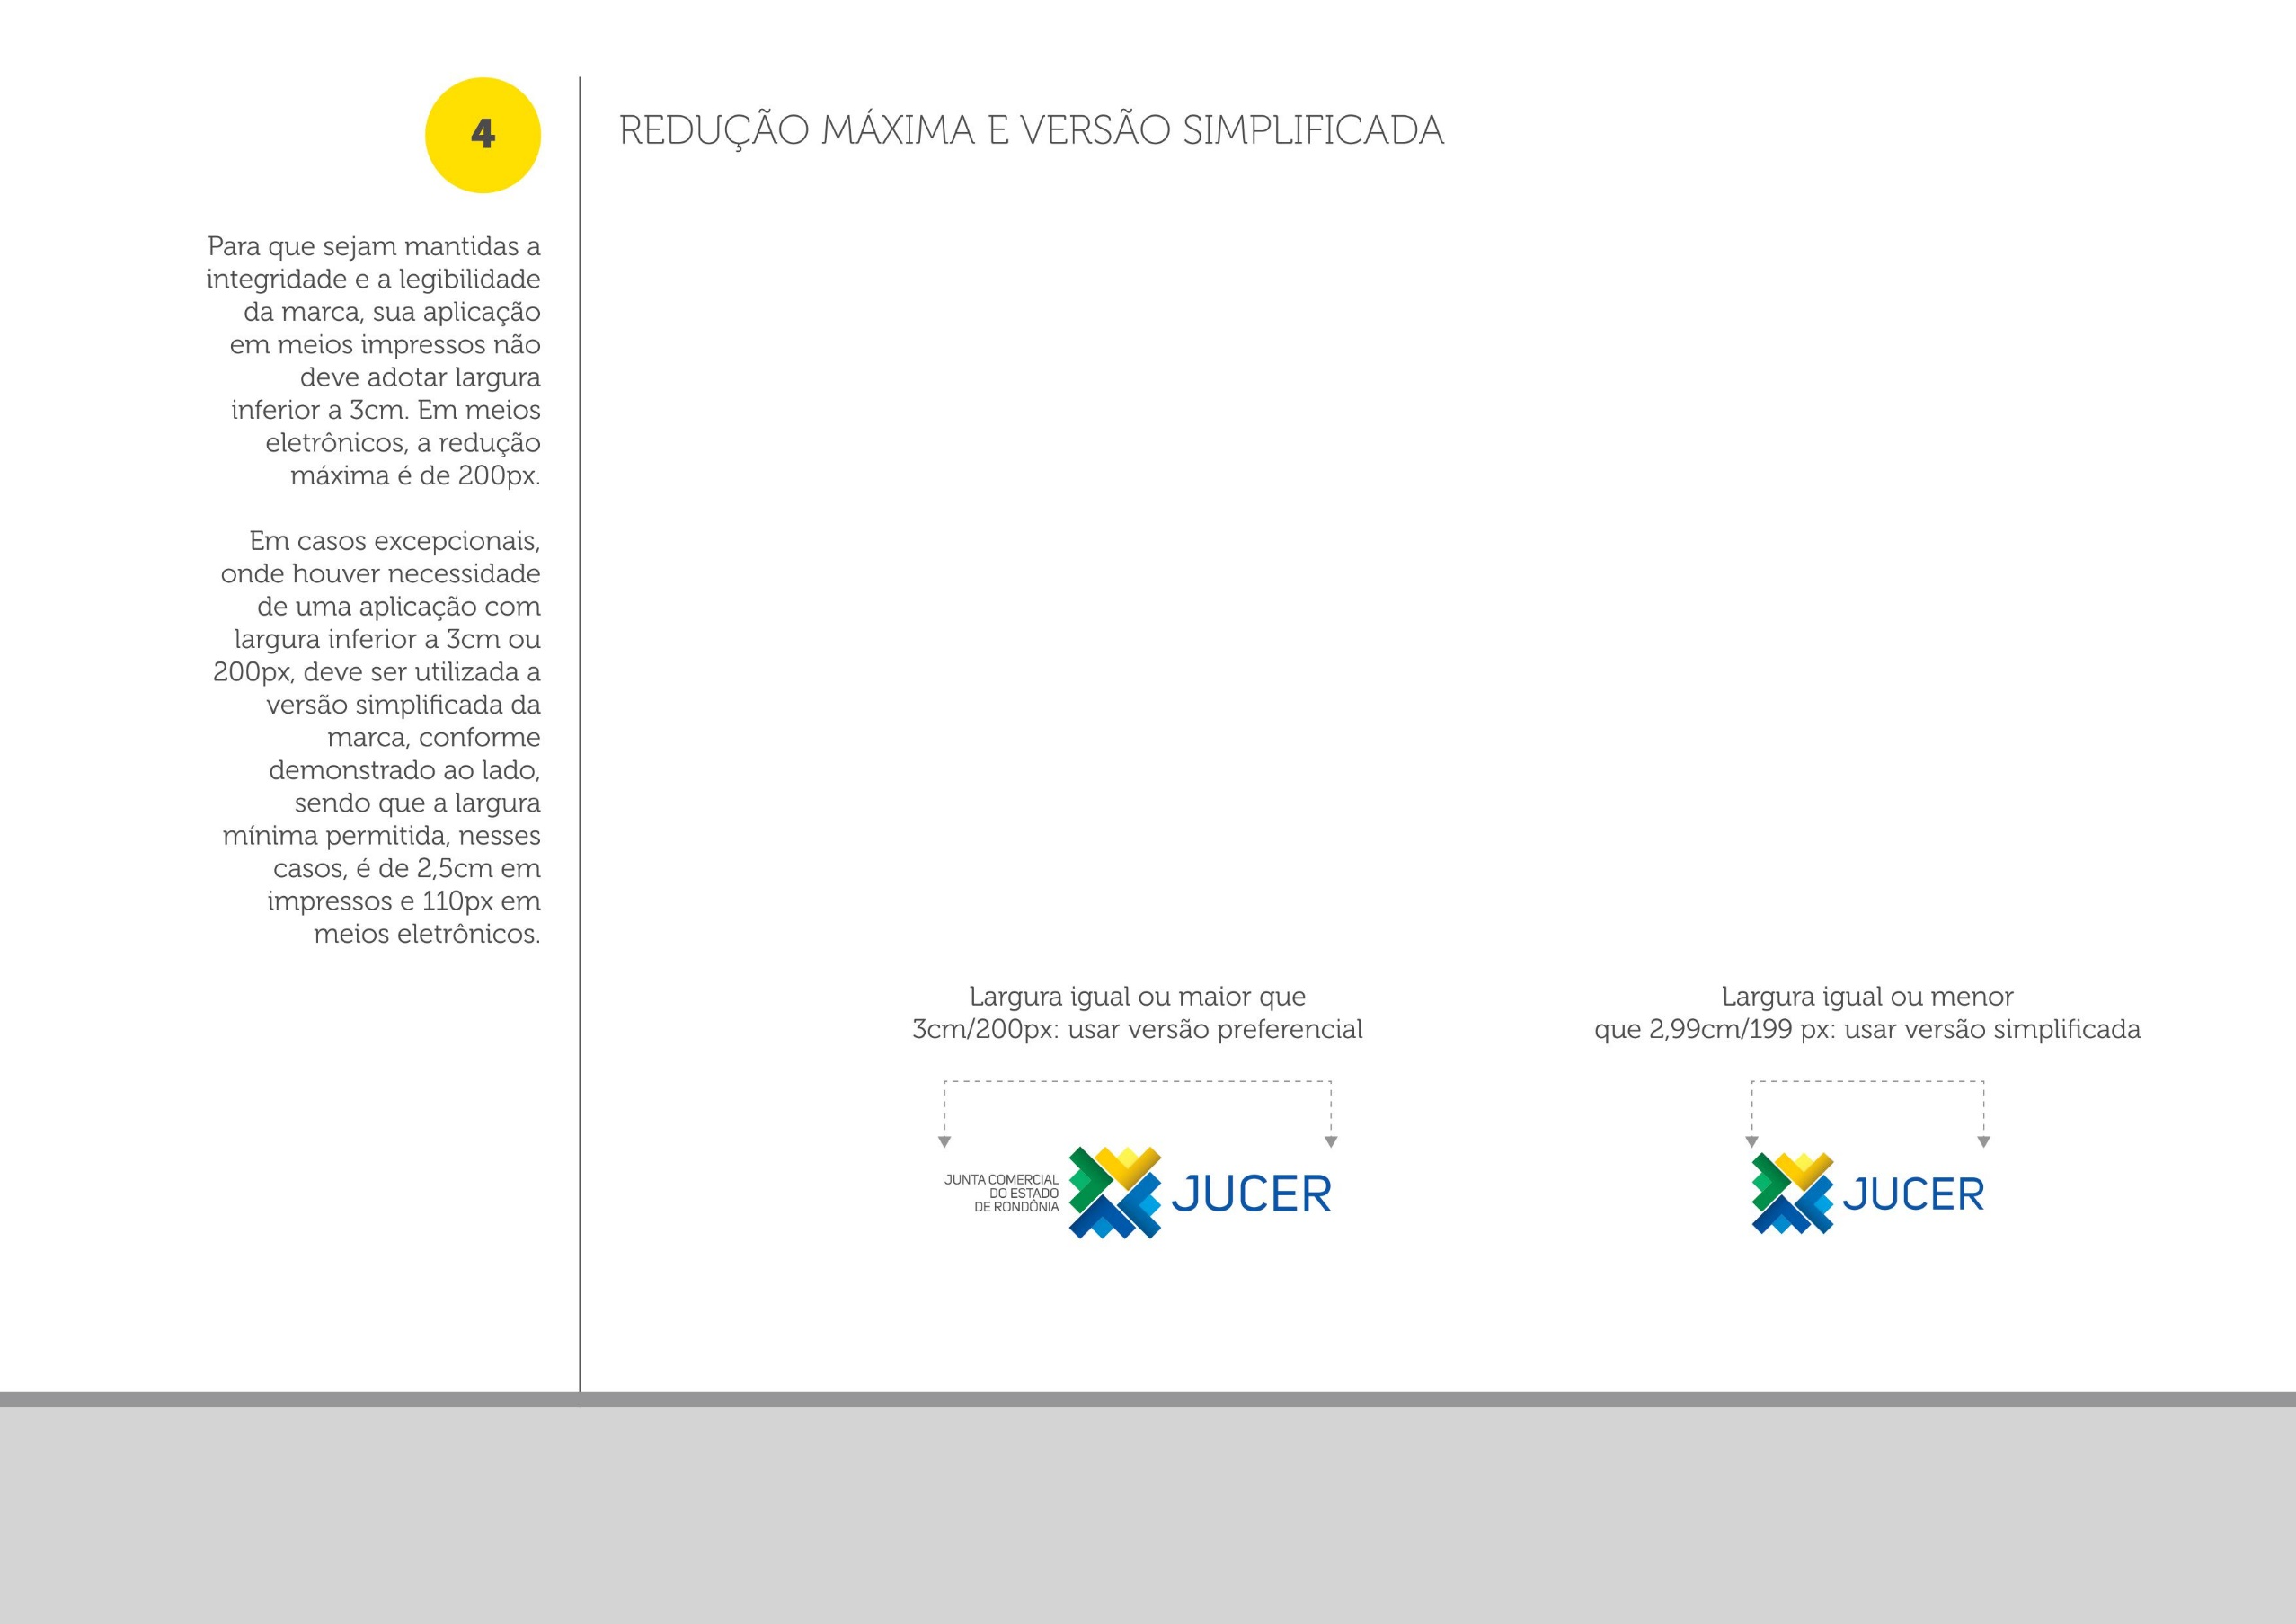 4
REDUÇÃO MÁXIMA E VERSÃO SIMPLIFICADA
Para que sejam mantidas a
integridade e a legibilidade
da marca, sua aplicação
em meios impressos não
deve adotar largura
inferior a 3cm. Em meios
eletrônicos, a redução
máxima é de 200px.
Em casos excepcionais,
onde houver necessidade
de uma aplicação com
largura inferior a 3cm ou
200px, deve ser utilizada a
versão simplificada da
marca, conforme
demonstrado ao lado,
sendo que a largura
mínima permitida, nesses
casos, é de 2,5cm em
impressos e 110px em
meios eletrônicos.
Largura igual ou maior que
3cm/200px: usar versão preferencial
JUNTA COMERCIAL
DO ESTADO
DE RONDÔNIA
JUCER
Largura igual ou menor
que 2,99cm/199 px: usar versão simplificada
JUCER